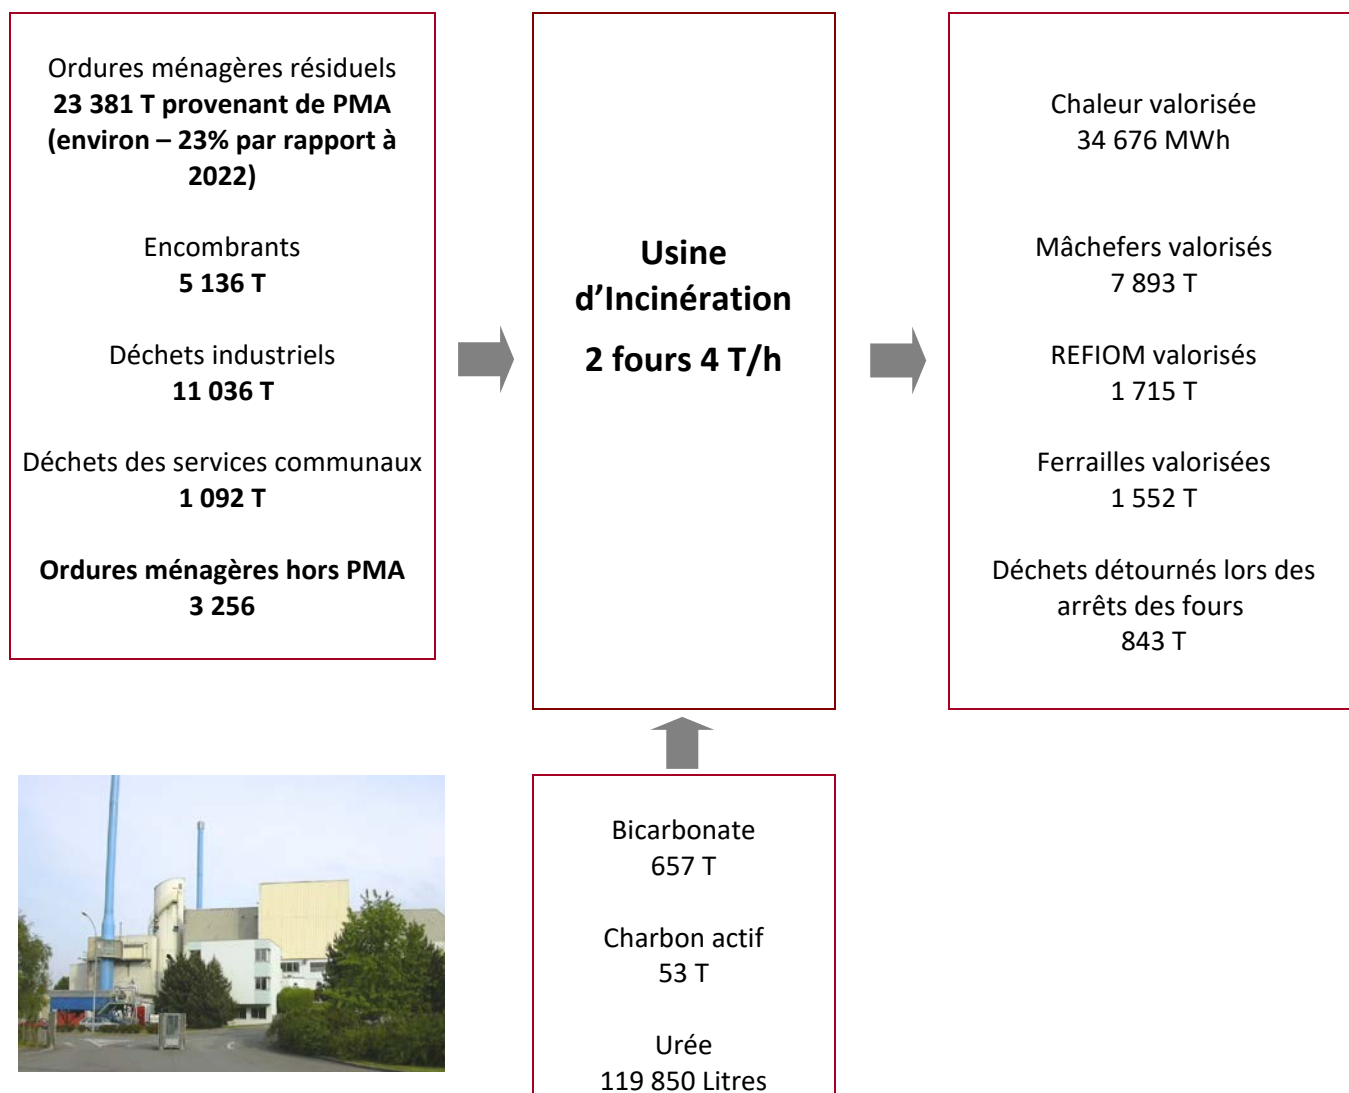 Ordures ménagères résiduels
23 381 T provenant de PMA
(environ – 23% par rapport à
2022)
Encombrants
5 136 T
Déchets industriels
11 036 T
Déchets des services communaux
1 092 T
Ordures ménagères hors PMA
3 256
Usine
d’Incinération
2 fours 4 T/h
Chaleur valorisée
34 676 MWh
Mâchefers valorisés
7 893 T
REFIOM valorisés
1 715 T
Ferrailles valorisées
1 552 T
Déchets détournés lors des
arrêts des fours
843 T
Bicarbonate
657 T
Charbon actif
53 T
Urée
119 850 Litres